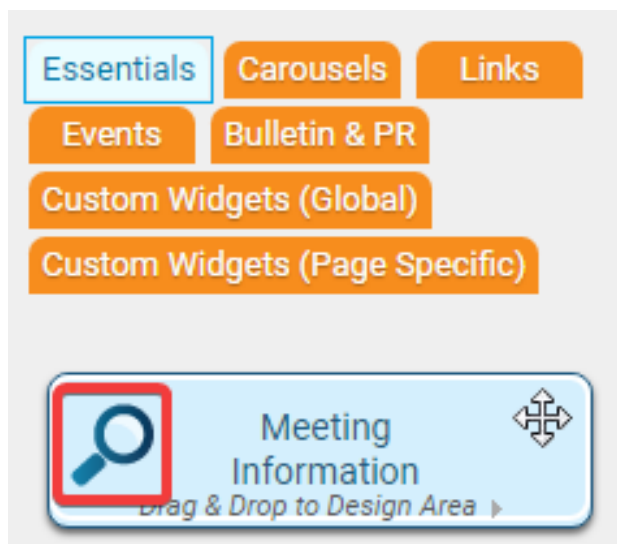 Essentials Carousels Links
Events Bulletin & PR
Custom Widgets (Global)
Custom Widgets (Page Specific)
Meeting
Information
Drag & Drop to Design Area